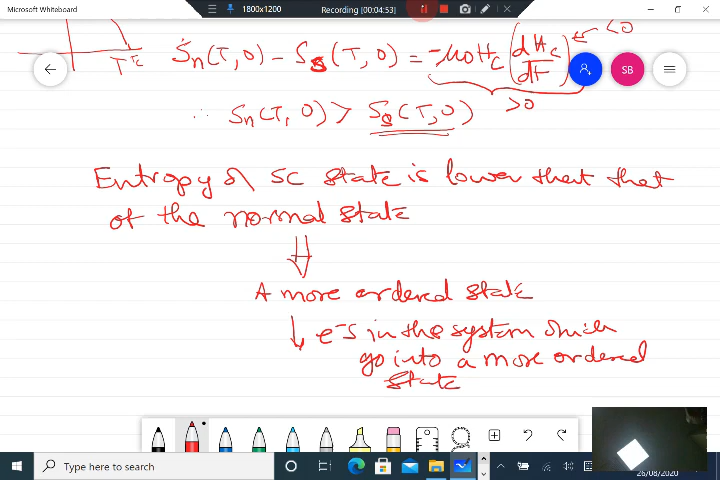 Microsoft Whiteboard
1800x1200
Recording [00:04:53]
< 0
Tc
Sn(T, 0) - Ss(T, 0) = -μ0Hc(dHc/dT)
SB
> 0
∴ Sn(T, 0) > Ss(T, 0)
Entropy of SC state is lower that that
of the normal state
A more ordered state
e-s in the system which
go into a more ordered
state
Type here to search
26/08/2020